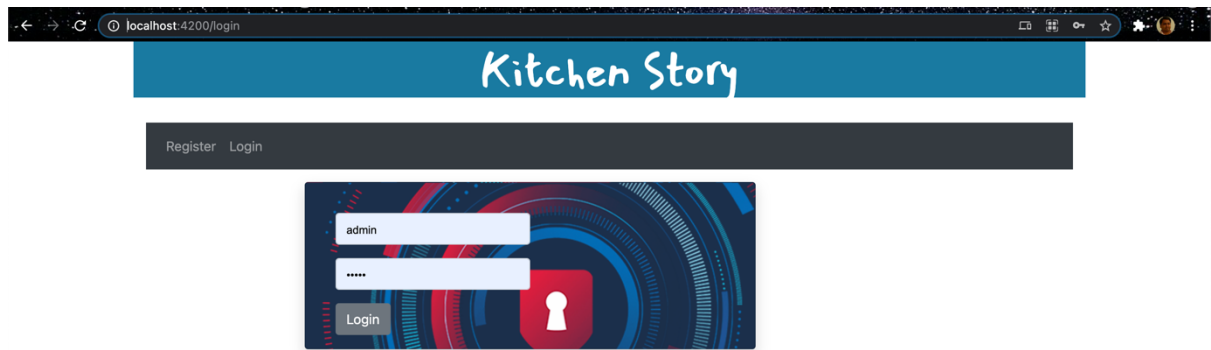 localhost:4200/login
Kitchen Story
Register Login
admin
•••••
Login